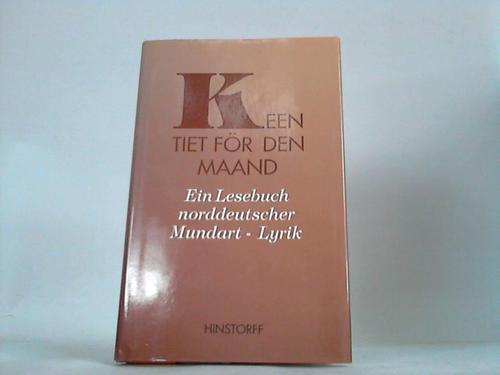 KEEN
TIET FÖR DEN
MAAND
Ein Lesebuch
norddeutscher
Mundart - Lyrik
HINSTORFF